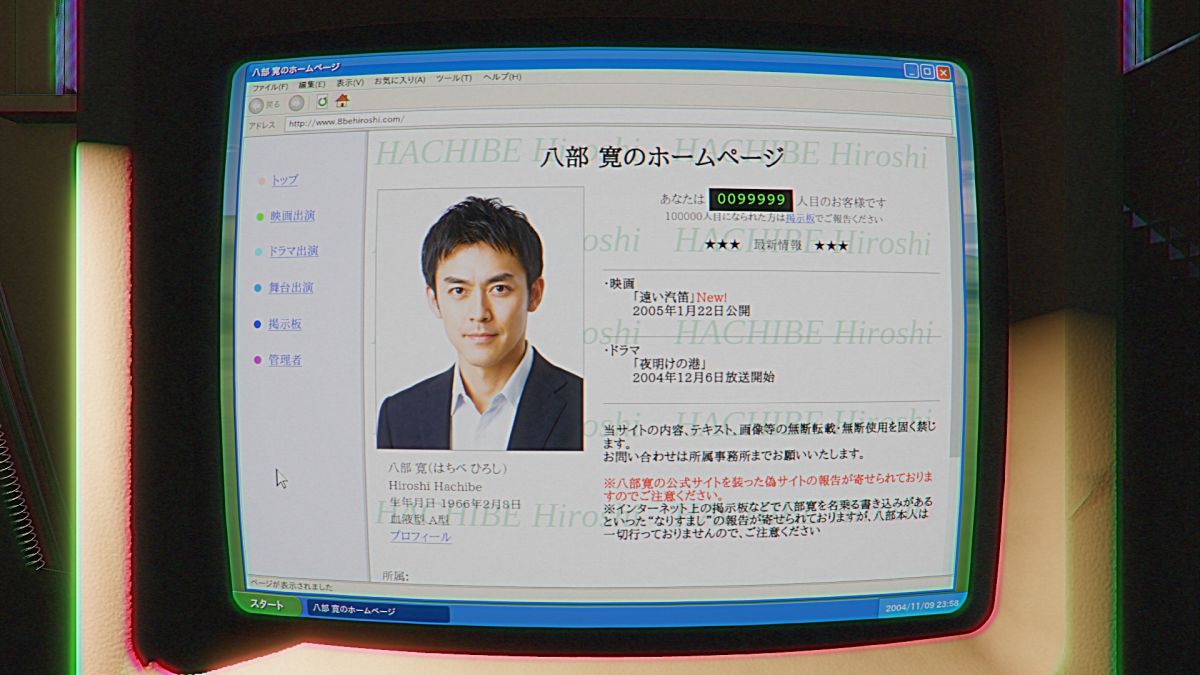 八部 寛のホームページ
ファイル(F) 編集(E) 表示(V) お気に入り(A) ツール(T) ヘルプ(H)
戻る
アドレス http://www.8behiroshi.com/
トップ
映画出演
ドラマ出演
舞台出演
掲示板
管理者
HACHIBE Hiroshi HACHIBE Hiroshi
八部 寛のホームページ
あなたは 0099999 人目のお客様です
100000人目になられた方は掲示板でご報告ください
oshi HACHIBE Hiroshi
★★★ 最新情報 ★★★
・映画
「遠い汽笛」New!
2005年1月22日公開
oshi HACHIBE Hiroshi
・ドラマ
「夜明けの港」
2004年12月6日放送開始
oshi HACHIBE Hiroshi
当サイトの内容、テキスト、画像等の無断転載・無断使用を固く禁じ
ます。
お問い合わせは所属事務所までお願いいたします。
※八部寛の公式サイトを装った偽サイトの報告が寄せられておりま
すのでご注意ください。
※インターネット上の掲示板などで八部寛を名乗る書き込みがある
といった“なりすまし”の報告が寄せられておりますが、八部本人は
一切行っておりませんので、ご注意ください
八部 寛(はちべ ひろし)
Hiroshi Hachibe
生年月日 1966年2月8日
血液型 A型
プロフィール
HACHIBE Hiroshi HACHIBE Hiroshi
所属:
ページが表示されました
スタート 八部 寛のホームページ 2004/11/09 23:58